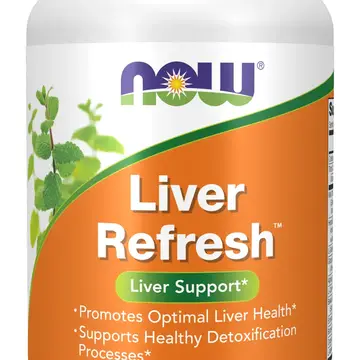 NOW®
Liver
Refresh™
Liver Support*
•Promotes Optimal Liver Health*
•Supports Healthy Detoxification
Processes*